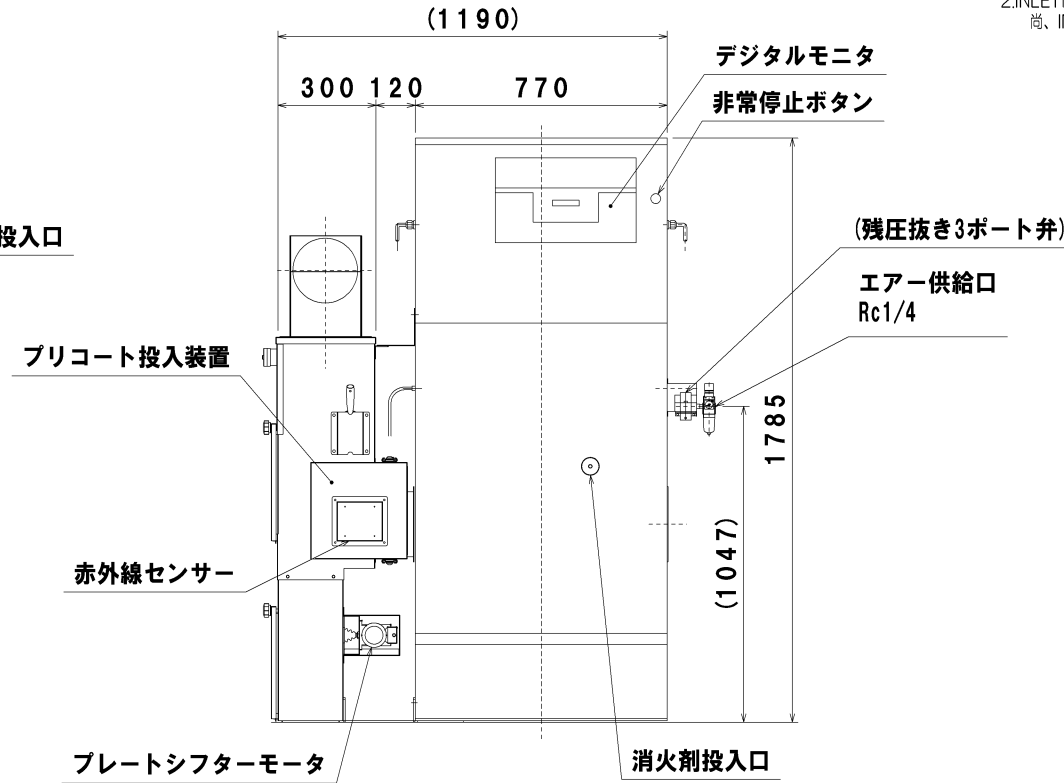 2.INLET
尚、
(1190)
300 120 770
デジタルモニタ
非常停止ボタン
投入口
(残圧抜き3ポート弁)
エアー供給口
Rc1/4
プリコート投入装置
1785
(1047)
赤外線センサー
プレートシフターモータ
消火剤投入口